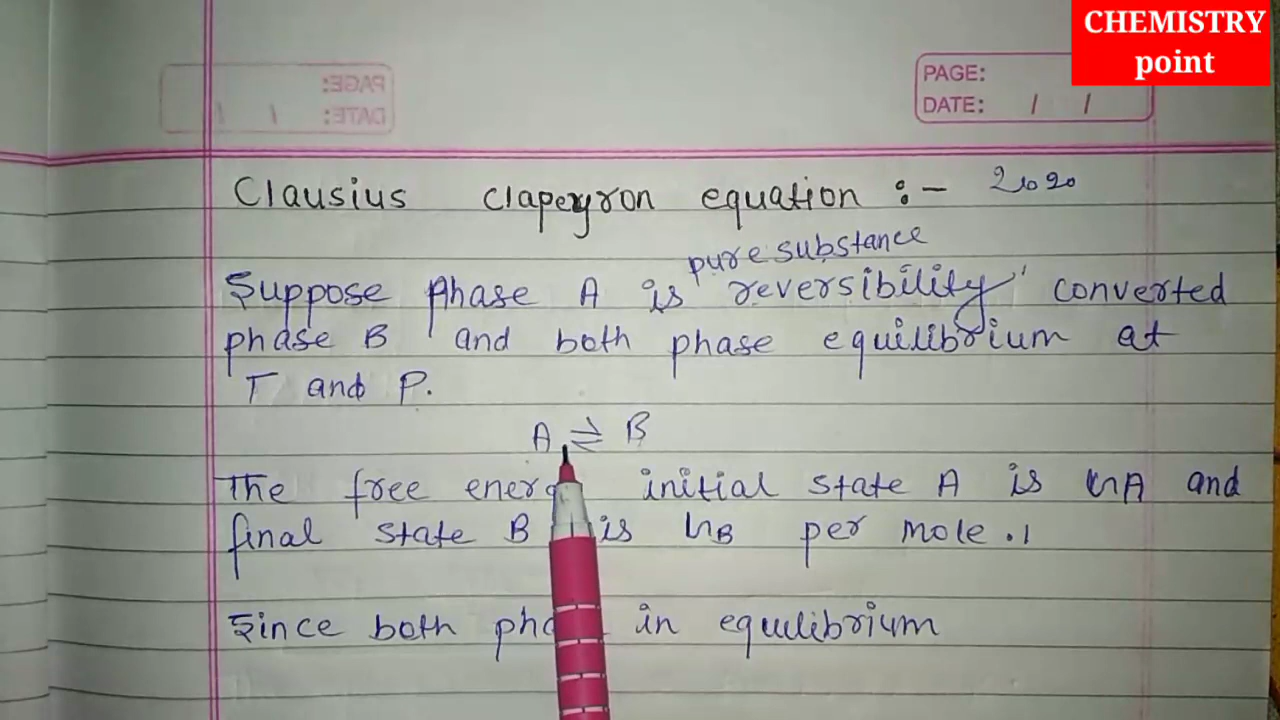 CHEMISTRY
point
PAGE:
DATE: / /
PAGE:
DATE: / /
Clausius Clapeyron equation :- 2020
pure substance
Suppose Phase A is reversibility converted
phase B and both phase equilibrium at
T and P.
A ⇌ B
The free initial state A is GA and
final state B is GB per mole .
Since both in equilibrium